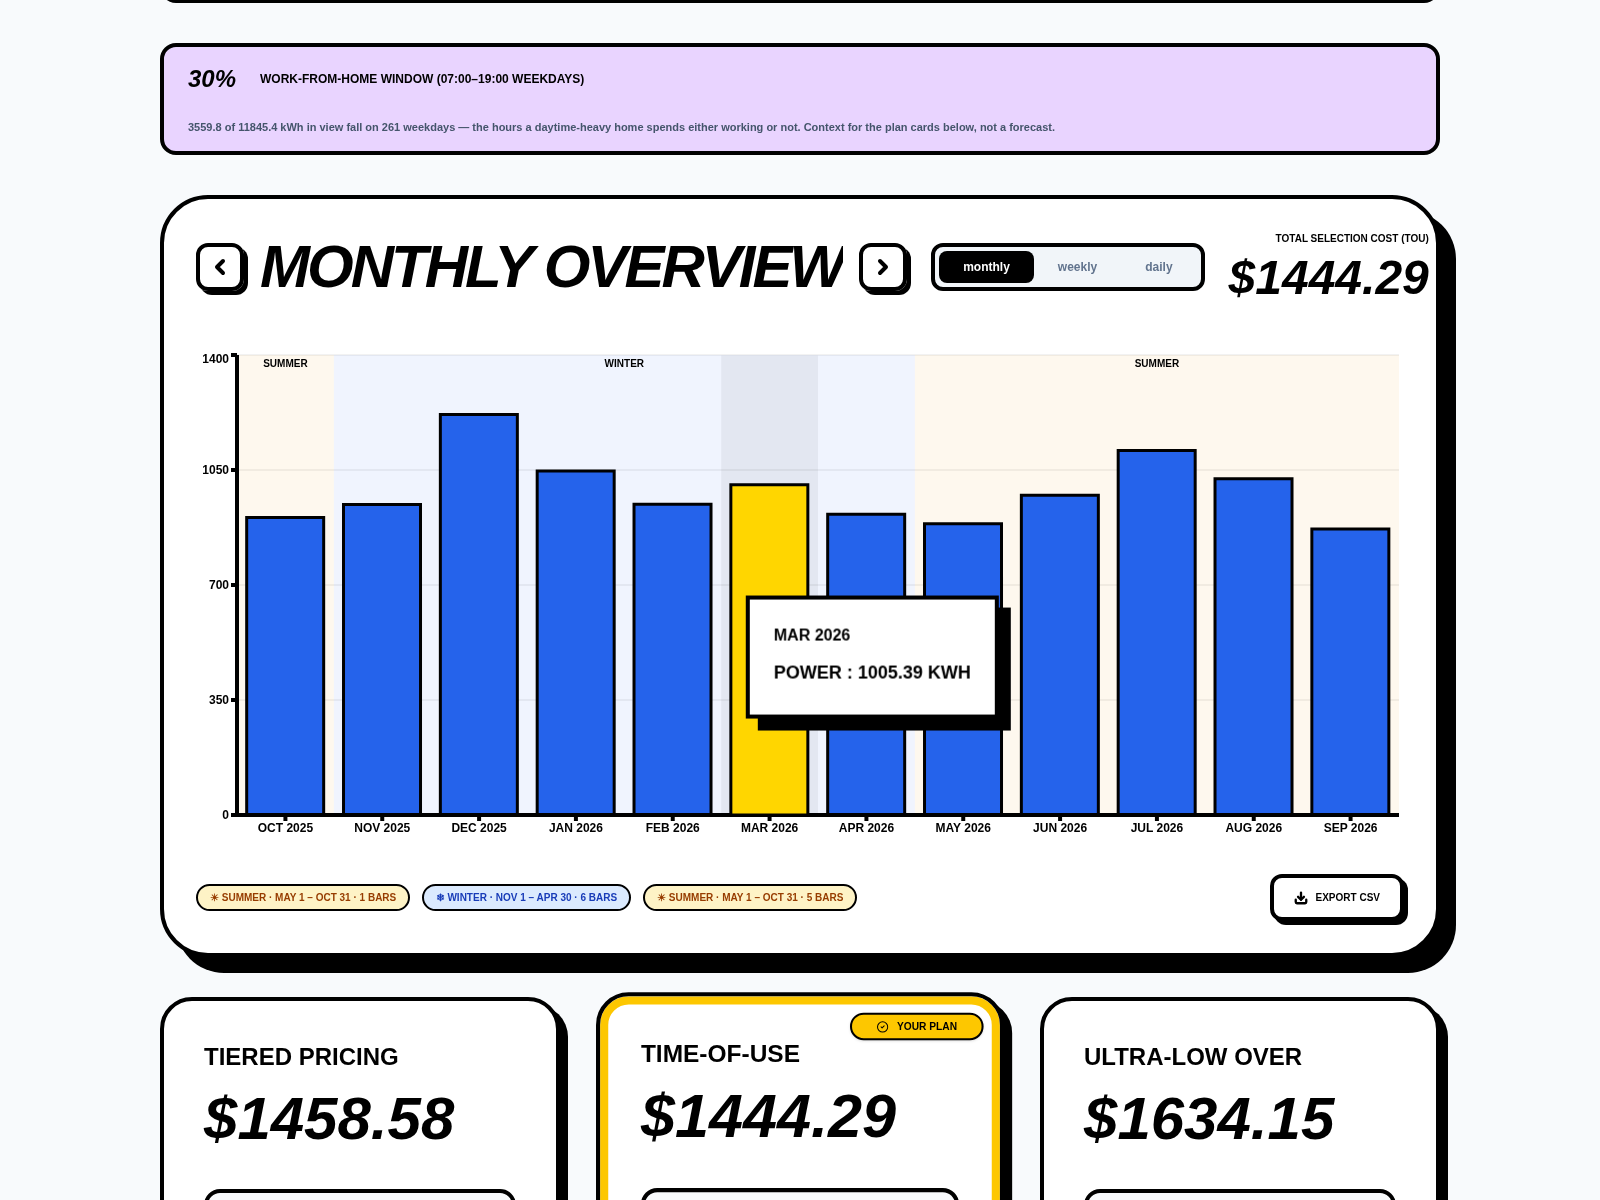 30% WORK-FROM-HOME WINDOW (07:00–19:00 WEEKDAYS)
3559.8 of 11845.4 kWh in view fall on 261 weekdays — the hours a daytime-heavy home spends either working or not. Context for the plan cards below, not a forecast.
MONTHLY OVERVIEW
monthly weekly daily
TOTAL SELECTION COST (TOU)
$1444.29
1400
1050
700
350
0
SUMMER WINTER SUMMER
MAR 2026
POWER : 1005.39 KWH
OCT 2025 NOV 2025 DEC 2025 JAN 2026 FEB 2026 MAR 2026 APR 2026 MAY 2026 JUN 2026 JUL 2026 AUG 2026 SEP 2026
☀ SUMMER · MAY 1 – OCT 31 · 1 BARS
❄ WINTER · NOV 1 – APR 30 · 6 BARS
☀ SUMMER · MAY 1 – OCT 31 · 5 BARS
EXPORT CSV
TIERED PRICING
$1458.58
YOUR PLAN
TIME-OF-USE
$1444.29
ULTRA-LOW OVER
$1634.15